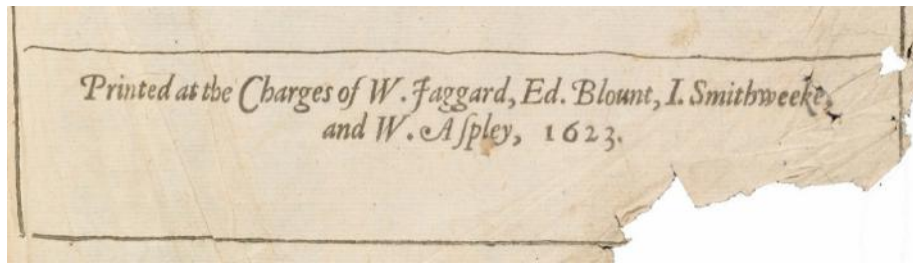 Printed at the Charges of W. Jaggard, Ed. Blount, I. Smithweeke,
and W. Aſpley, 1623.